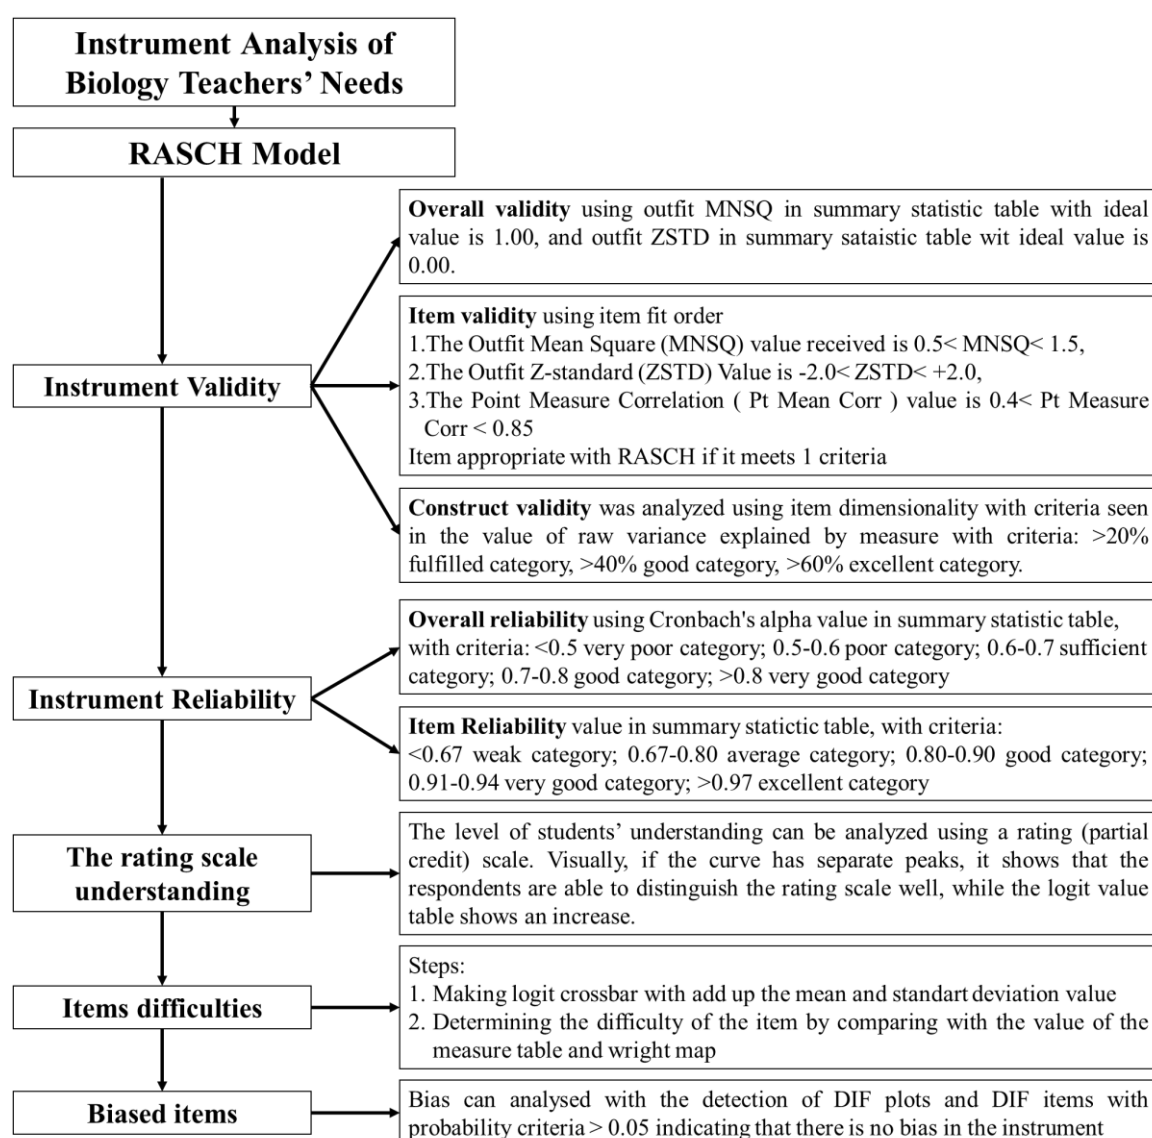 Instrument Analysis of
Biology Teachers’ Needs
RASCH Model
Overall validity using outfit MNSQ in summary statistic table with ideal
value is 1.00, and outfit ZSTD in summary sataistic table wit ideal value is
0.00.
Item validity using item fit order
1.The Outfit Mean Square (MNSQ) value received is 0.5< MNSQ< 1.5,
2.The Outfit Z-standard (ZSTD) Value is -2.0< ZSTD< +2.0,
3.The Point Measure Correlation ( Pt Mean Corr ) value is 0.4< Pt Measure
Corr < 0.85
Item appropriate with RASCH if it meets 1 criteria
Instrument Validity
Construct validity was analyzed using item dimensionality with criteria seen
in the value of raw variance explained by measure with criteria: >20%
fulfilled category, >40% good category, >60% excellent category.
Overall reliability using Cronbach's alpha value in summary statistic table,
with criteria: <0.5 very poor category; 0.5-0.6 poor category; 0.6-0.7 sufficient
category; 0.7-0.8 good category; >0.8 very good category
Instrument Reliability
Item Reliability value in summary statictic table, with criteria:
<0.67 weak category; 0.67-0.80 average category; 0.80-0.90 good category;
0.91-0.94 very good category; >0.97 excellent category
The rating scale
understanding
The level of students’ understanding can be analyzed using a rating (partial
credit) scale. Visually, if the curve has separate peaks, it shows that the
respondents are able to distinguish the rating scale well, while the logit value
table shows an increase.
Items difficulties
Steps:
1. Making logit crossbar with add up the mean and standart deviation value
2. Determining the difficulty of the item by comparing with the value of the
measure table and wright map
Biased items
Bias can analysed with the detection of DIF plots and DIF items with
probability criteria > 0.05 indicating that there is no bias in the instrument